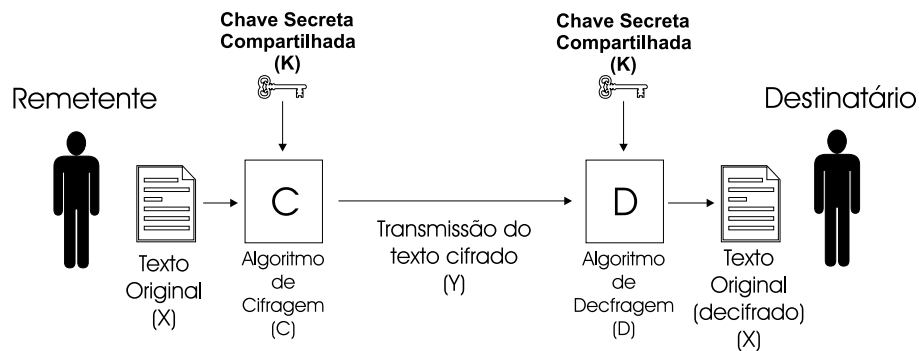 Chave Secreta
Compartilhada
(K)
Chave Secreta
Compartilhada
(K)
Remetente
Destinatário
C
D
Transmissão do
texto cifrado
(Y)
Texto
Original
(X)
Algoritmo
de
Cifragem
(C)
Algoritmo
de
Decfragem
(D)
Texto
Original
(decifrado)
(X)